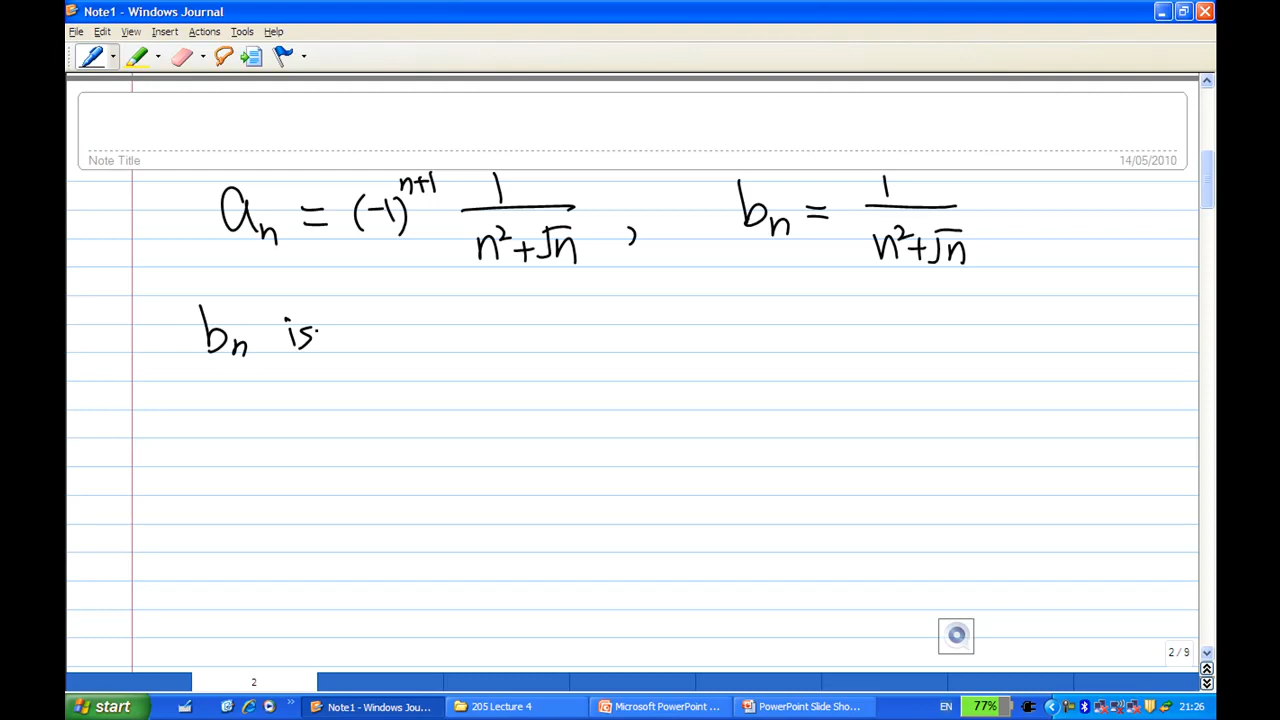 Note1 - Windows Journal
File Edit View Insert Actions Tools Help
Note Title
14/05/2010
aₙ = (-1)ⁿ⁺¹ 1/(n²+√n) , bₙ = 1/(n²+√n)
bₙ is
2 / 9
2
start
Note1 - Windows Jou...
205 Lecture 4
Microsoft PowerPoint ...
PowerPoint Slide Sho...
EN
77%
21:26